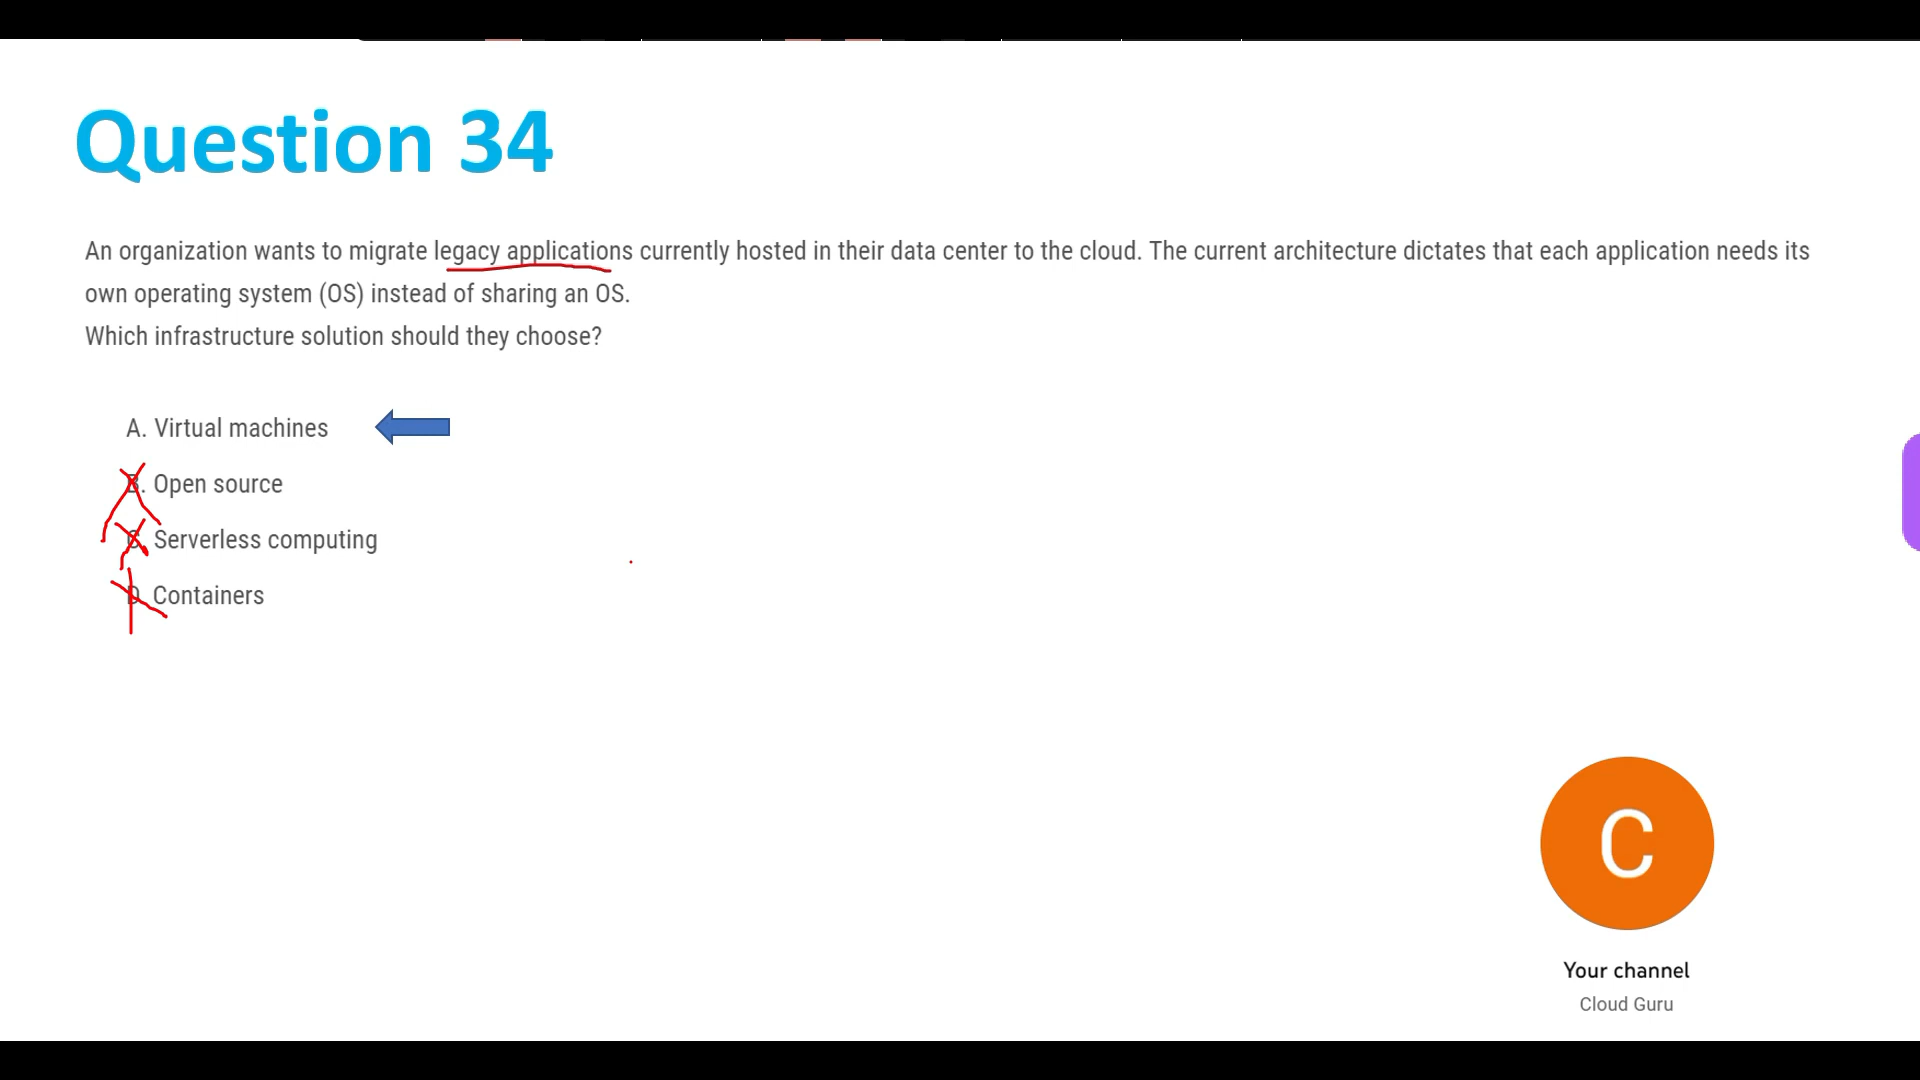 Question 34
An organization wants to migrate legacy applications currently hosted in their data center to the cloud. The current architecture dictates that each application needs its
own operating system (OS) instead of sharing an OS.
Which infrastructure solution should they choose?
A. Virtual machines
B. Open source
C. Serverless computing
D. Containers
C
Your channel
Cloud Guru